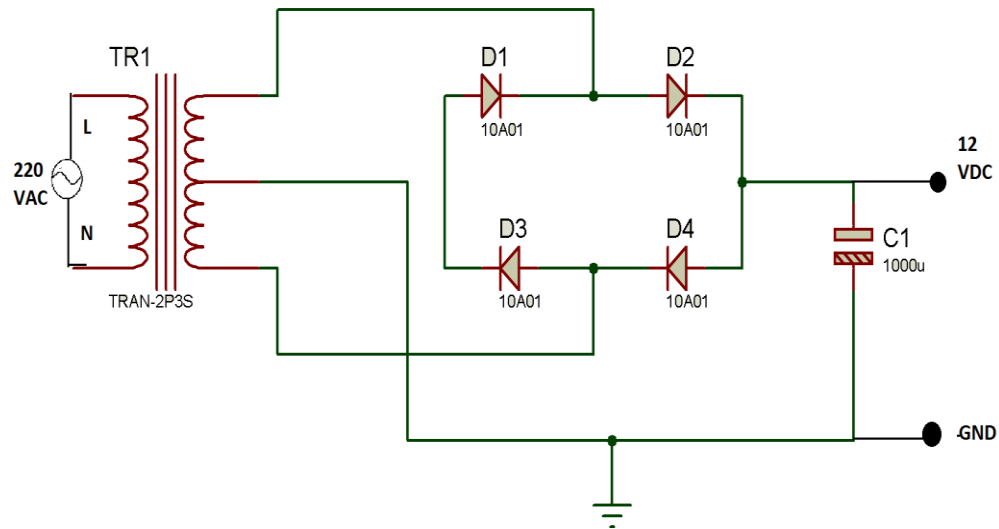 TR1
L
220
VAC
N
TRAN-2P3S
D1
10A01
D2
10A01
D3
10A01
D4
10A01
12
VDC
C1
1000u
-GND